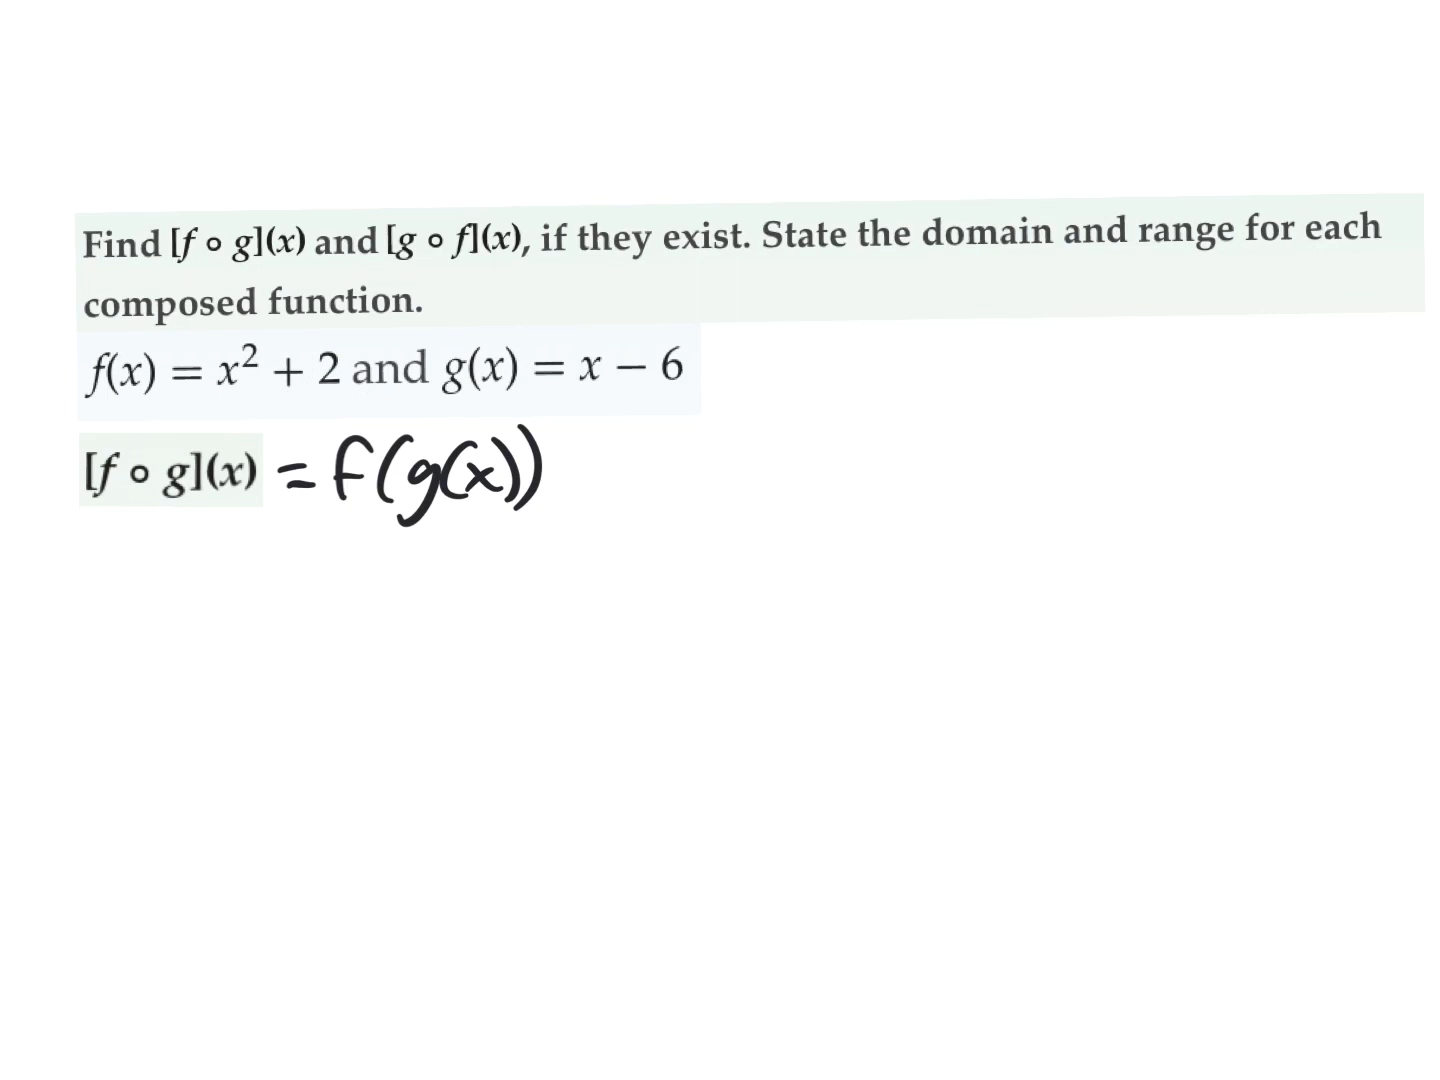 Find [f ∘ g](x) and [g ∘ f](x), if they exist. State the domain and range for each
composed function.
f(x) = x² + 2 and g(x) = x − 6
[f ∘ g](x) = f(g(x))